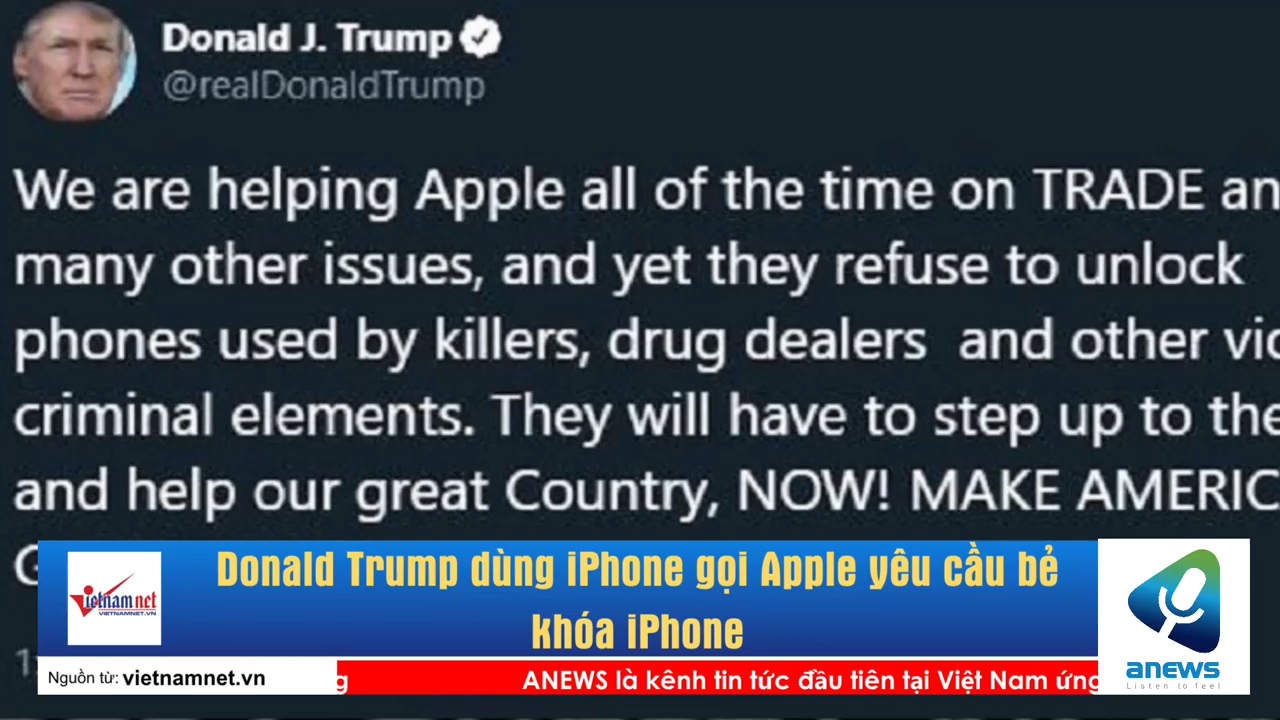 Donald J. Trump
@realDonaldTrump
We are helping Apple all of the time on TRADE an
many other issues, and yet they refuse to unlock
phones used by killers, drug dealers and other vio
criminal elements. They will have to step up to the
and help our great Country, NOW! MAKE AMERIC
G
Donald Trump dùng iPhone gọi Apple yêu cầu bẻ
khóa iPhone
Vietnamnet
VIETNAMNET.VN
anews
Listen to feel
Nguồn từ: vietnamnet.vn
g ANEWS là kênh tin tức đầu tiên tại Việt Nam ứng